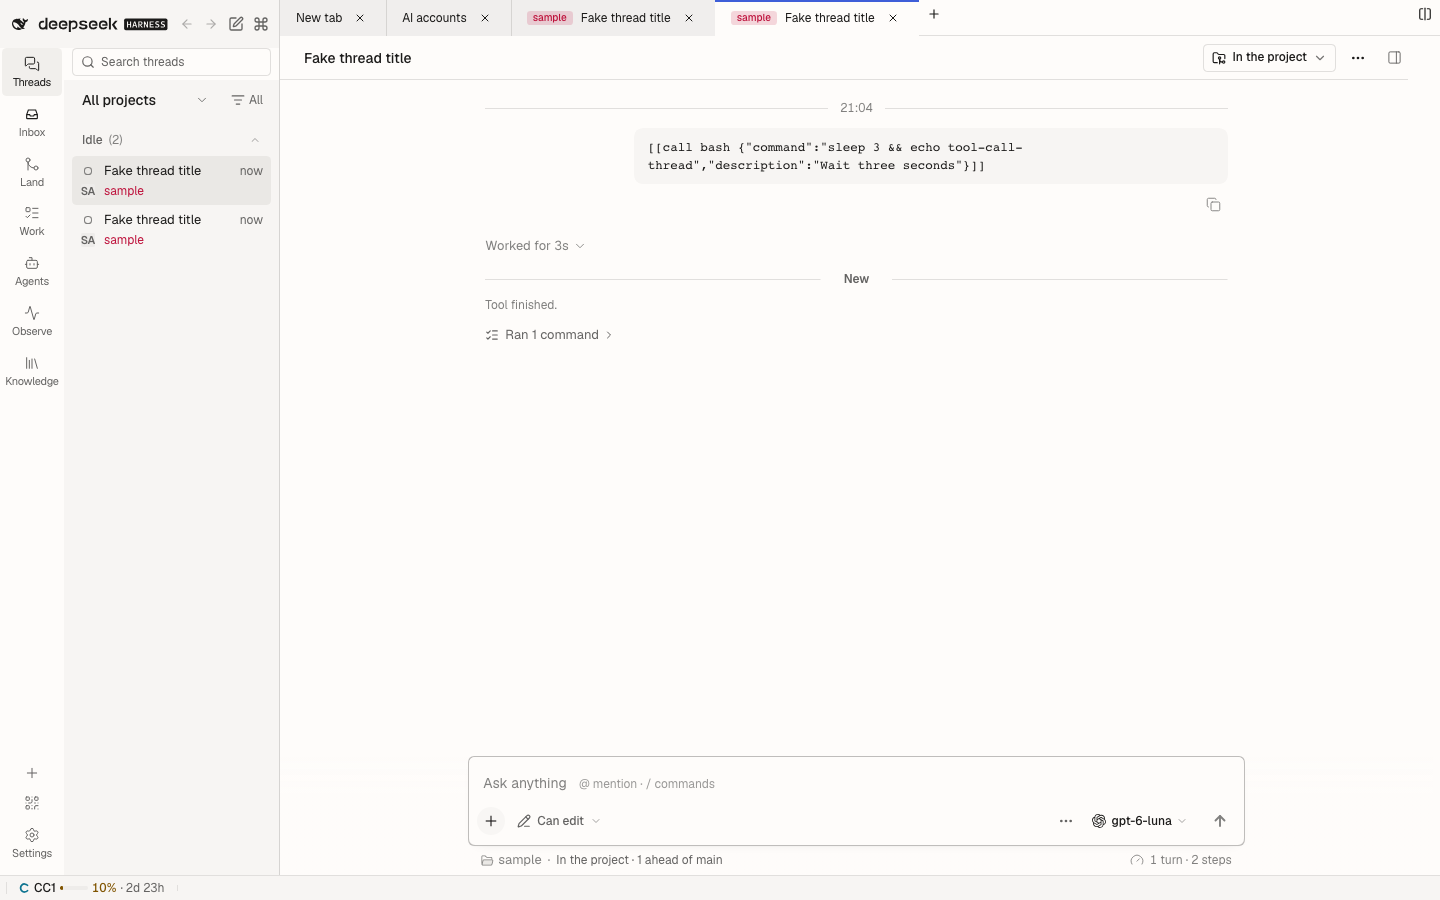 deepseek HARNESS
New tab
AI accounts
sample Fake thread title
sample Fake thread title
Threads
Inbox
Land
Work
Agents
Observe
Knowledge
Settings
Search threads
All projects
All
Idle (2)
Fake thread title now
SA sample
Fake thread title now
SA sample
Fake thread title
In the project
21:04
[[call bash {"command":"sleep 3 && echo tool-call-
thread","description":"Wait three seconds"}]]
Worked for 3s
New
Tool finished.
Ran 1 command
Ask anything @ mention · / commands
Can edit
gpt-6-luna
sample · In the project · 1 ahead of main
1 turn · 2 steps
C CC1 10% · 2d 23h